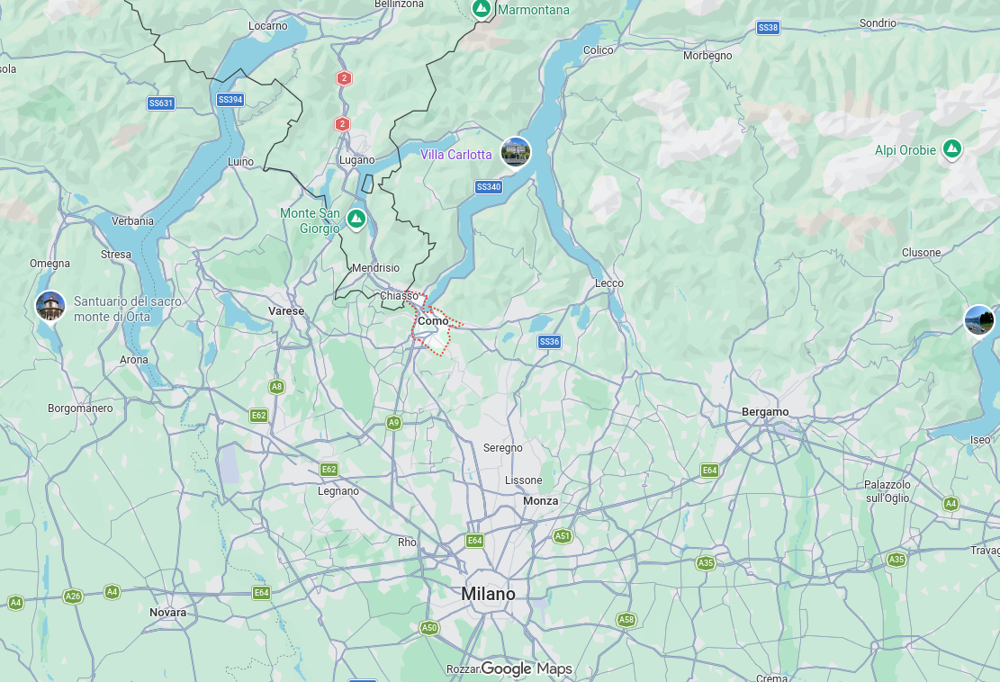 Bellinzona
Marmontana
Locarno
Sondrio
SS38
Colico
Morbegno
sola
2
SS631
SS394
2
Alpi Orobie
Villa Carlotta
Luino
Lugano
SS340
Monte San
Giorgio
Verbania
Stresa
Clusone
Omegna
Mendrisio
Lecco
Chiasso
Santuario del sacro
monte di Orta
Varese
Como
SS36
Arona
A8
Borgomanero
E62
Bergamo
A9
Iseo
Seregno
E62
E64
Lissone
Legnano
Palazzolo
sull'Oglio
Monza
A4
A51
Rho
E64
Travag
A35
A35
Milano
A4
A26
A4
E64
Novara
A58
A50
Rozzan
Google Maps
Crema